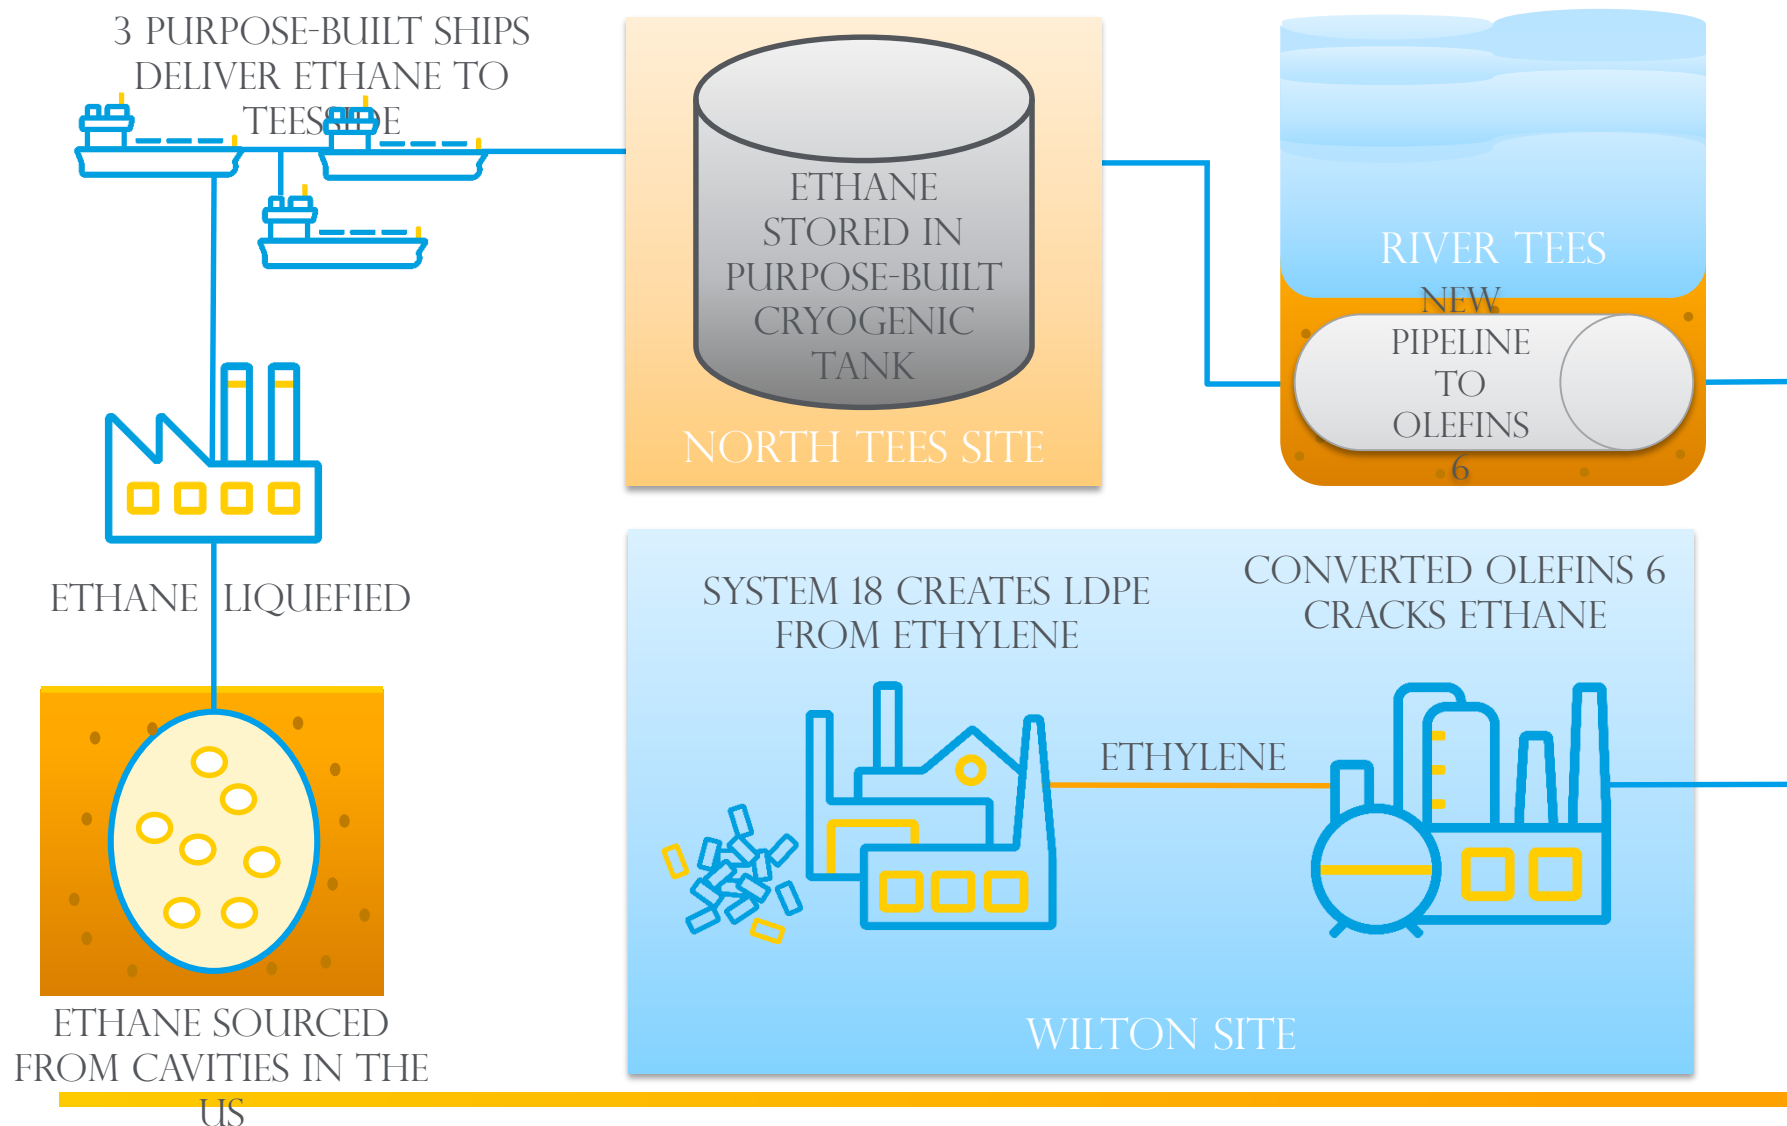 3 PURPOSE-BUILT SHIPS
DELIVER ETHANE TO
TEESSIDE
ETHANE
STORED IN
PURPOSE-BUILT
CRYOGENIC
TANK
NORTH TEES SITE
RIVER TEES
NEW
PIPELINE
TO
OLEFINS
6
ETHANE LIQUEFIED
SYSTEM 18 CREATES LDPE
FROM ETHYLENE
CONVERTED OLEFINS 6
CRACKS ETHANE
ETHYLENE
WILTON SITE
ETHANE SOURCED
FROM CAVITIES IN THE
US